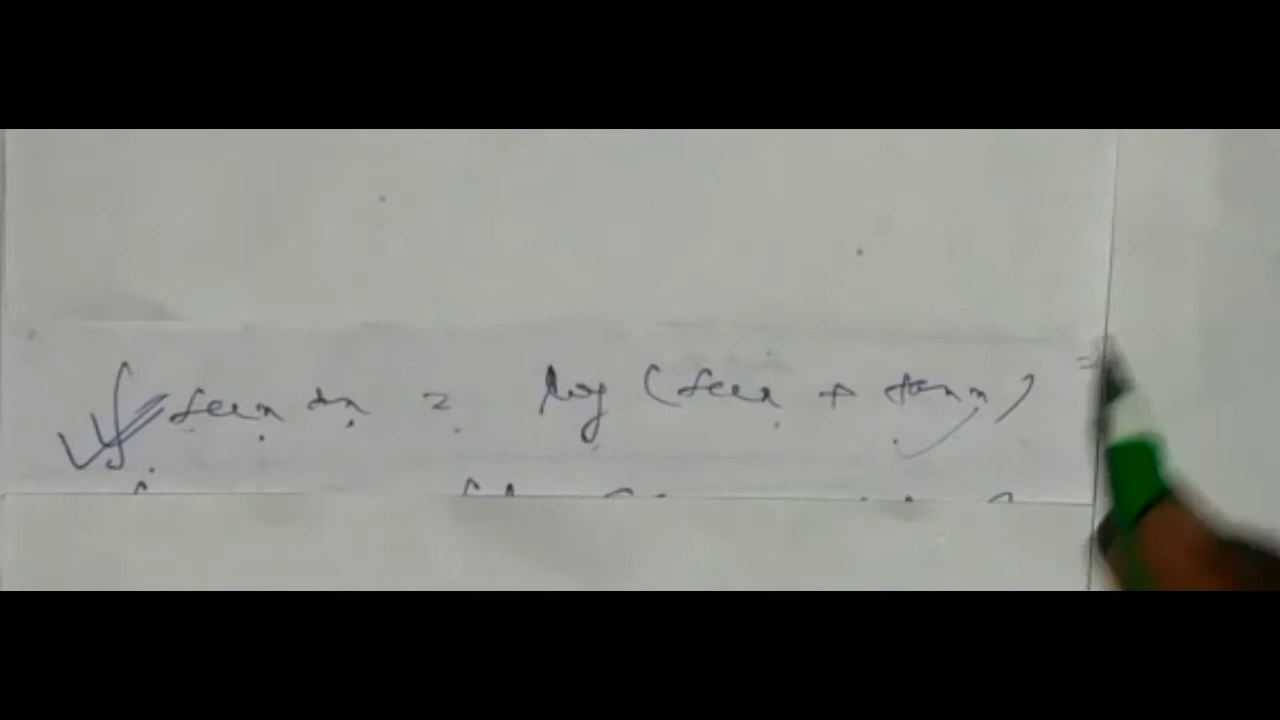 ∫ sec x dx = log (sec x + tan x)